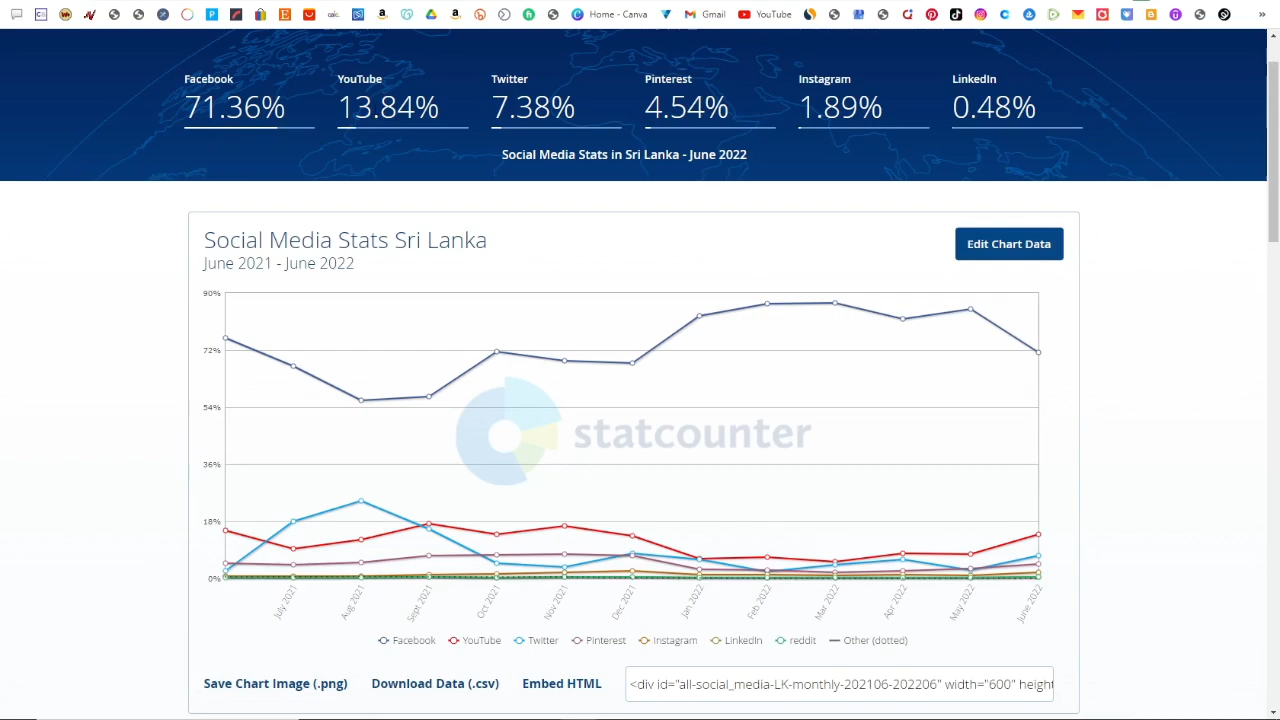 Home - Canva
Gmail
YouTube
»
Facebook
71.36%
YouTube
13.84%
Twitter
7.38%
Pinterest
4.54%
Instagram
1.89%
LinkedIn
0.48%
Social Media Stats in Sri Lanka - June 2022
Social Media Stats Sri Lanka
June 2021 - June 2022
Edit Chart Data
90%
72%
54%
36%
18%
0%
statcounter
July 2021
Aug 2021
Sept 2021
Oct 2021
Nov 2021
Dec 2021
Jan 2022
Feb 2022
Mar 2022
Apr 2022
May 2022
June 2022
Facebook YouTube Twitter Pinterest Instagram LinkedIn reddit Other (dotted)
Save Chart Image (.png) Download Data (.csv) Embed HTML
<div id="all-social_media-LK-monthly-202106-202206" width="600" height